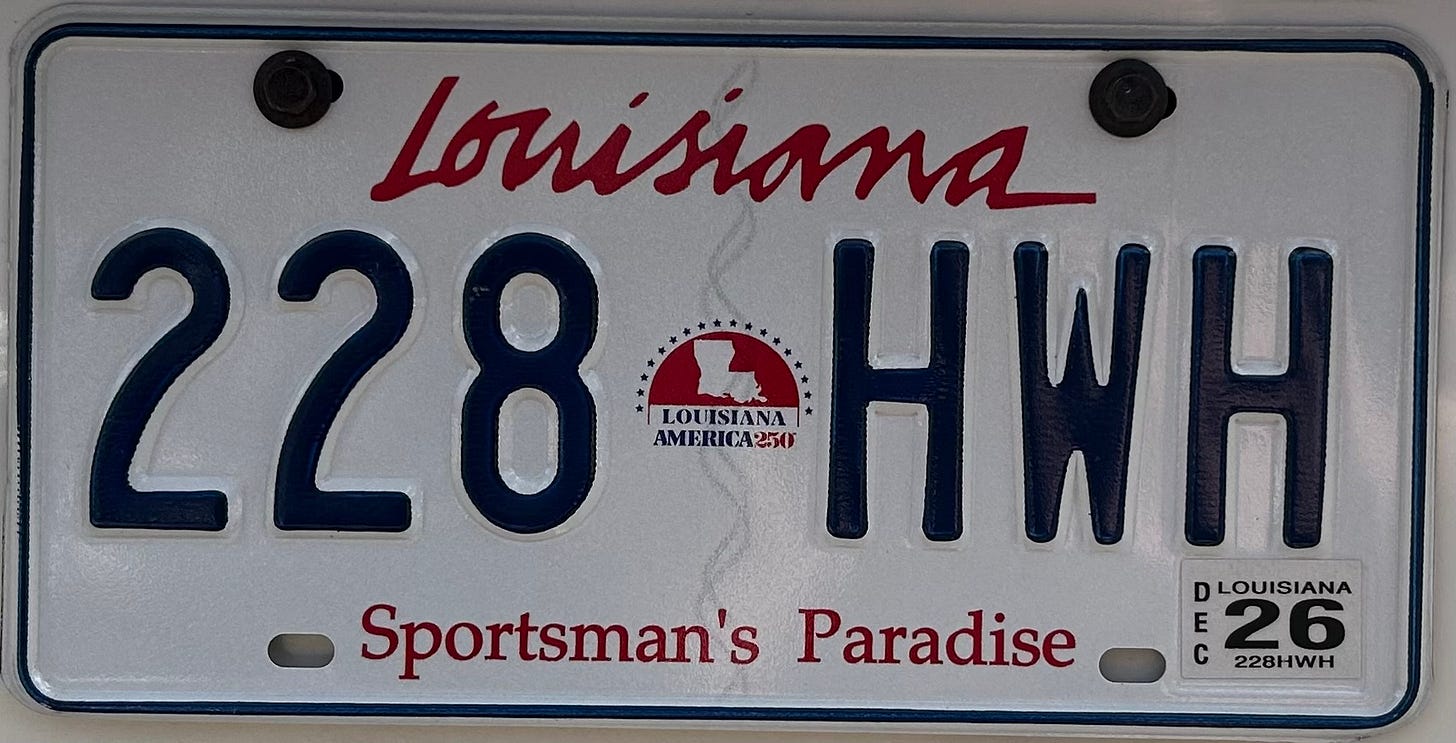 Louisiana
228 HWH
LOUISIANA
AMERICA250
Sportsman's Paradise
DEC
LOUISIANA
26
228HWH